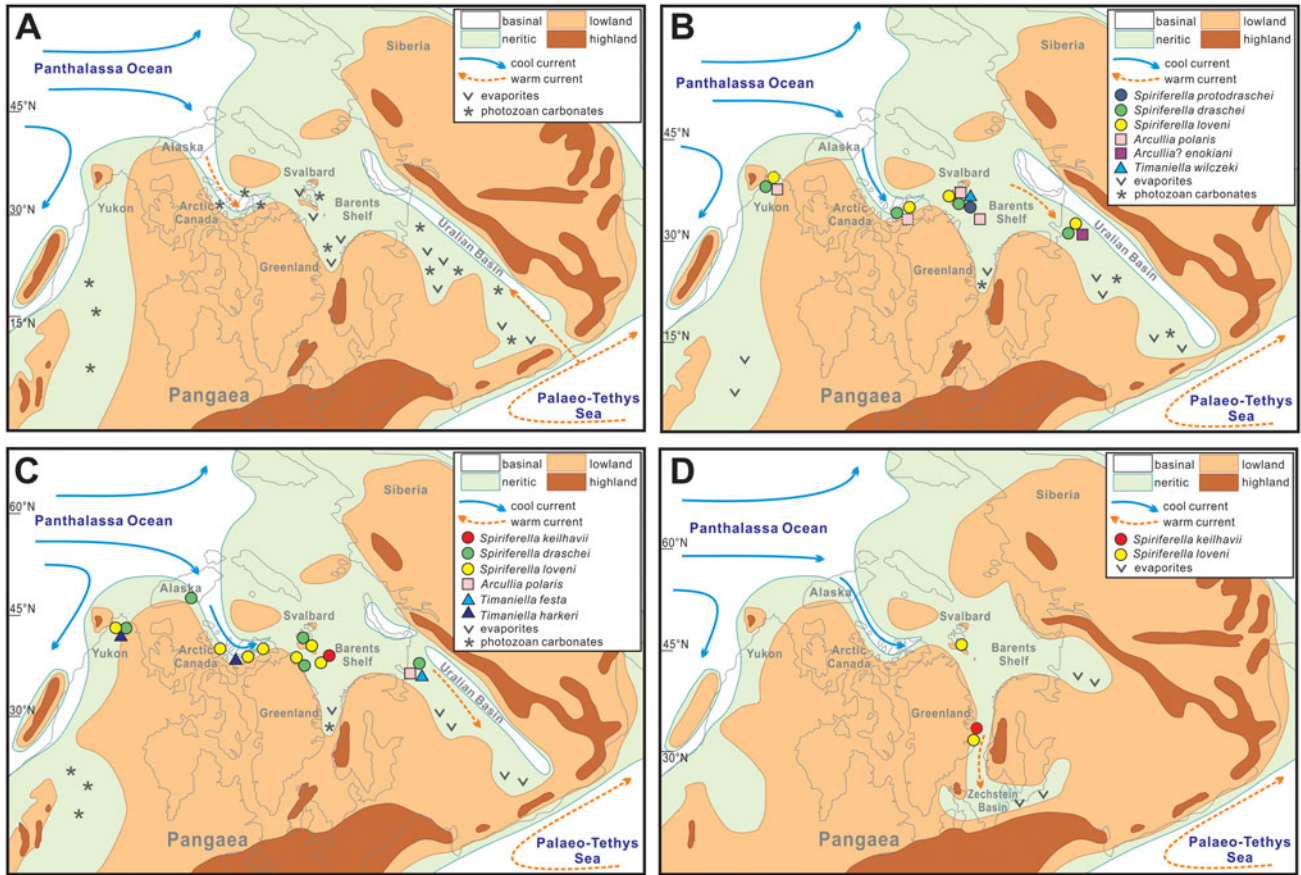 A
Siberia
basinal
lowland
neritic
highland
cool current
warm current
evaporites
photozoan carbonates
Panthalassa Ocean
45°N
Alaska
Svalbard
Yukon
Arctic
Canada
Barents
Shelf
30°N
Greenland
Uralian Basin
15°N
Pangaea
Palaeo-Tethys
Sea
B
Siberia
basinal
lowland
neritic
highland
cool current
warm current
Spiriferella protodraschei
Spiriferella draschei
Spiriferella loveni
Arcullia polaris
Arcullia? enokiani
Timaniella wilczeki
evaporites
photozoan carbonates
Panthalassa Ocean
45°N
Alaska
Svalbard
Yukon
Arctic
Canada
Barents
Shelf
30°N
Greenland
Uralian Basin
15°N
Pangaea
Palaeo-Tethys
Sea
C
Siberia
basinal
lowland
neritic
highland
cool current
warm current
Spiriferella keilhavii
Spiriferella draschei
Spiriferella loveni
Arcullia polaris
Timaniella festa
Timaniella harkeri
evaporites
photozoan carbonates
60°N
Panthalassa Ocean
Alaska
45°N
Svalbard
Yukon
Arctic
Canada
Barents
Shelf
30°N
Greenland
Uralian Basin
Pangaea
Palaeo-Tethys
Sea
D
Siberia
basinal
lowland
neritic
highland
cool current
warm current
Spiriferella keilhavii
Spiriferella loveni
evaporites
Panthalassa Ocean
60°N
Alaska
Svalbard
45°N
Yukon
Arctic
Canada
Barents
Shelf
Greenland
30°N
Zechstein
Basin
Pangaea
Palaeo-Tethys
Sea